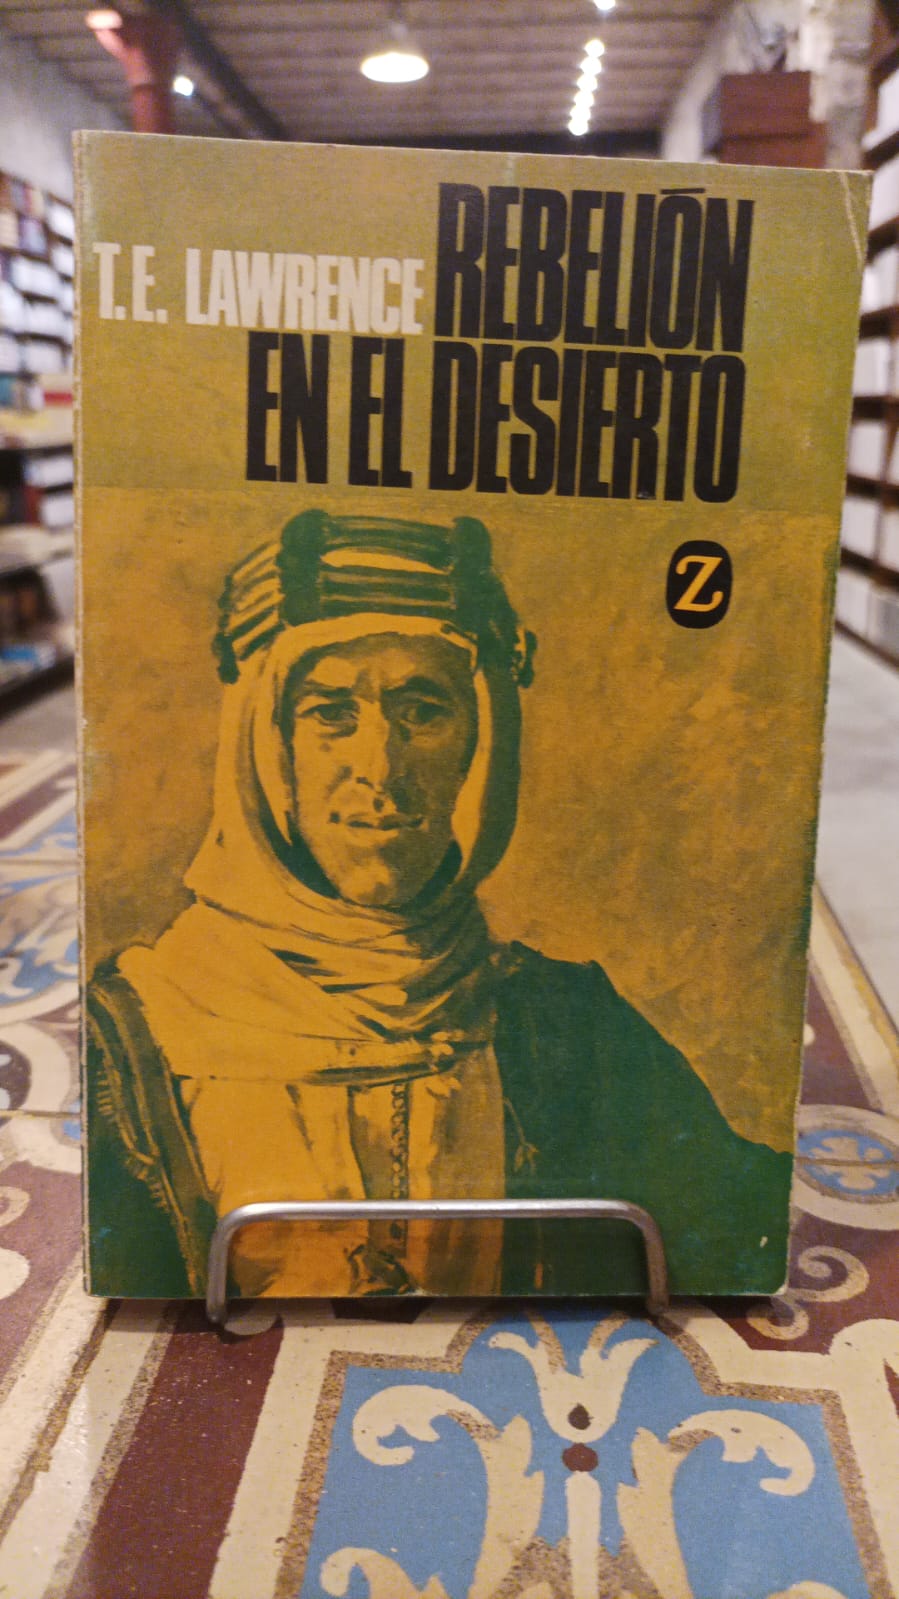 T.E. LAWRENCE REBELIÓN
EN EL DESIERTO
Z